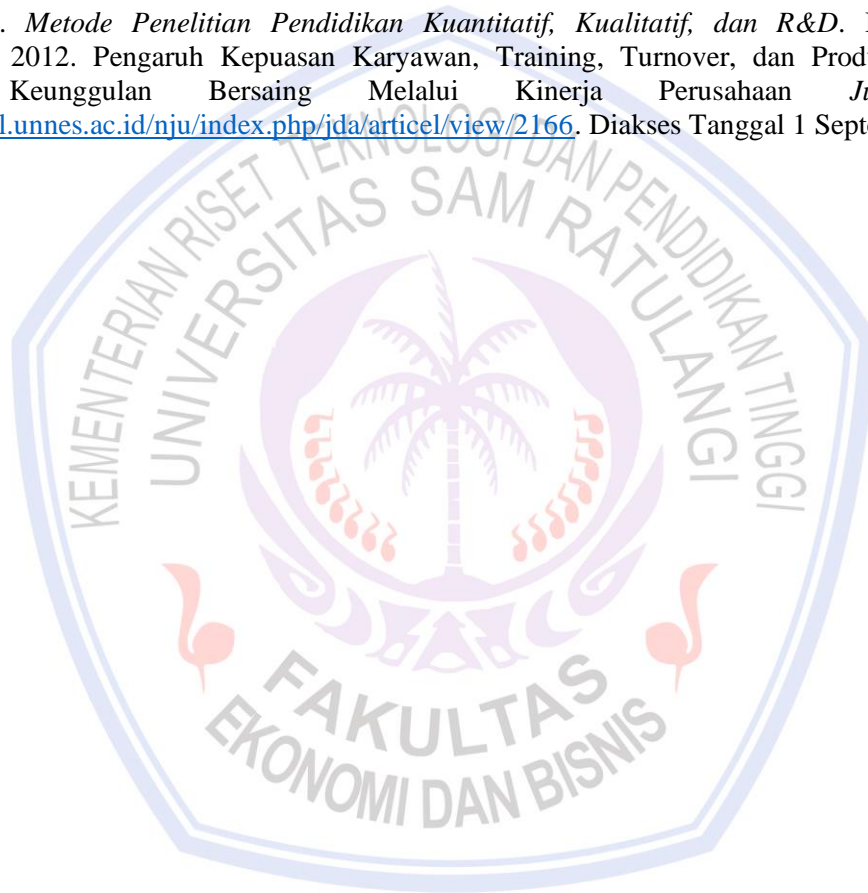 . Metode Penelitian Pendidikan Kuantitatif, Kualitatif, dan R&D.
2012. Pengaruh Kepuasan Karyawan, Training, Turnover, dan
Keunggulan Bersaing Melalui Kinerja Perusahaan
l.unnes.ac.id/nju/index.php/jda/articel/view/2166. Diakses Tanggal 1
KEMENTERIAN RISET TEKNOLOGI DAN PENDIDIKAN TINGGI
UNIVERSITAS SAM RATULANGI
FAKULTAS
EKONOMI DAN BISNIS